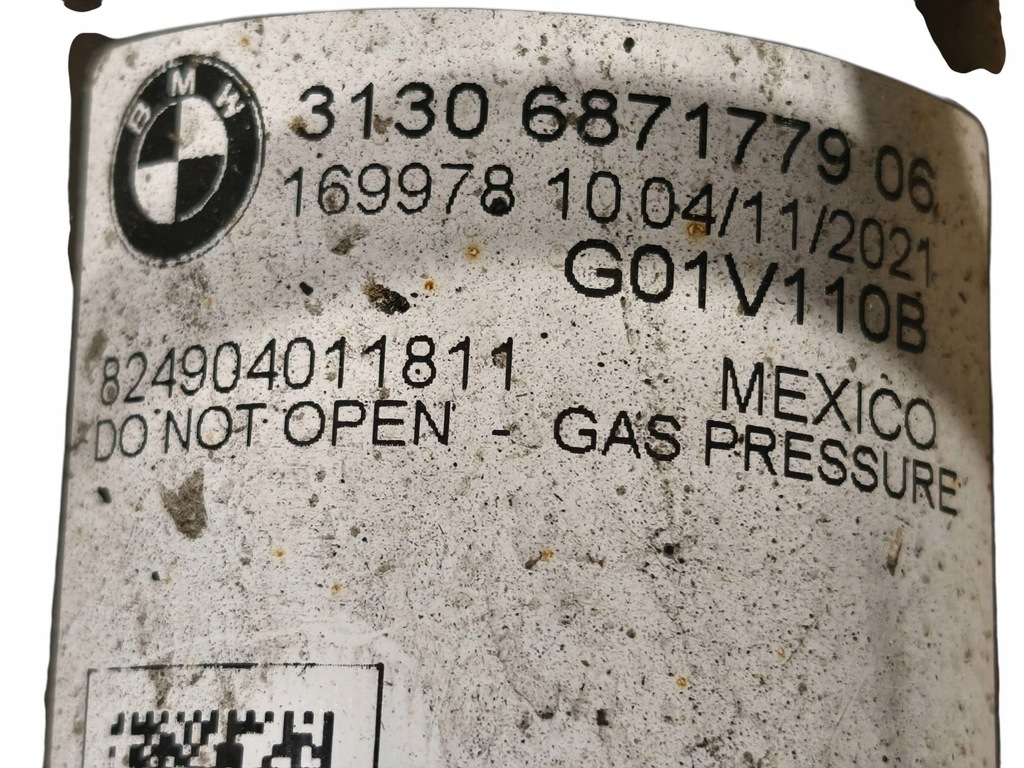 BMW
3130 6871779 06
169978 10 04/11/2021
G01V110B
824904011811
MEXICO
DO NOT OPEN - GAS PRESSURE